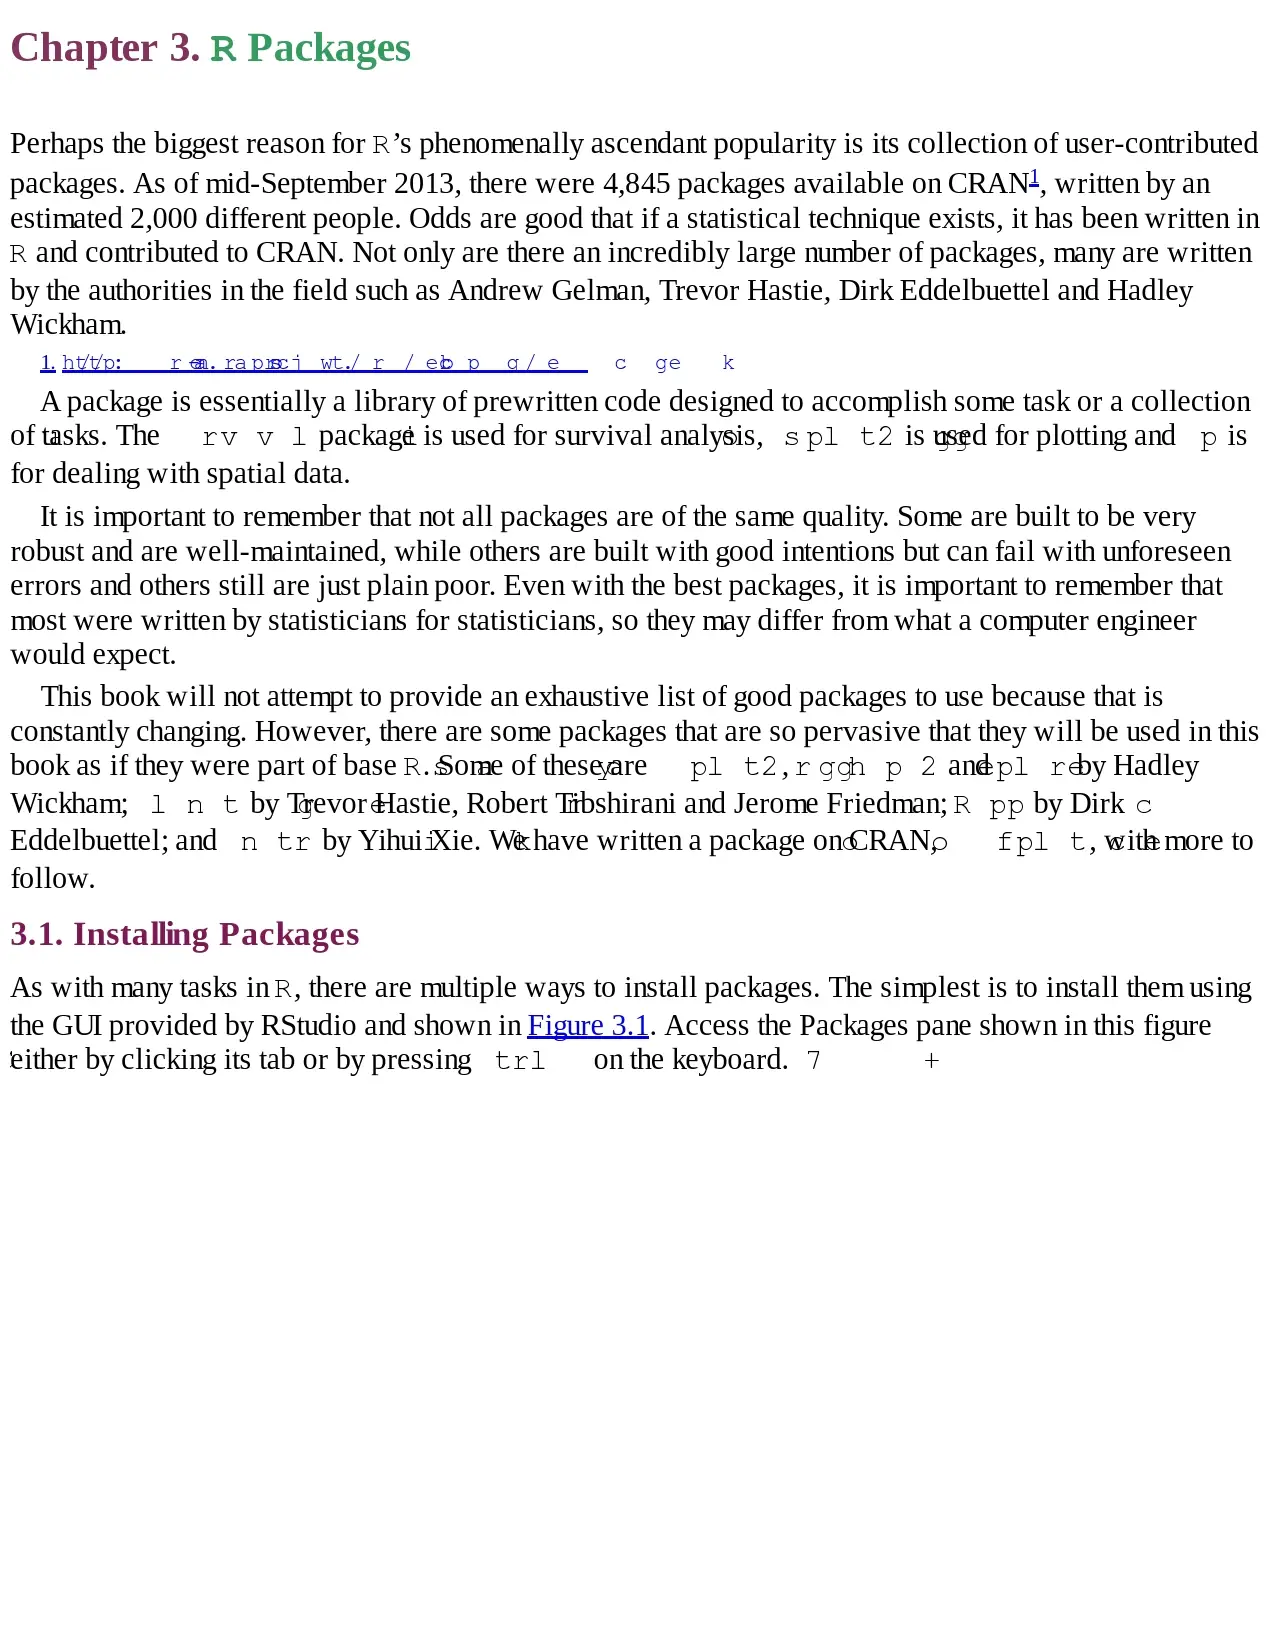 Chapter 3. R Packages
Perhaps the biggest reason for R’s phenomenally ascendant popularity is its collection of user-contributed
packages. As of mid-September 2013, there were 4,845 packages available on CRAN1, written by an
estimated 2,000 different people. Odds are good that if a statistical technique exists, it has been written in
R and contributed to CRAN. Not only are there an incredibly large number of packages, many are written
by the authorities in the field such as Andrew Gelman, Trevor Hastie, Dirk Eddelbuettel and Hadley
Wickham.
1.
A package is essentially a library of prewritten code designed to accomplish some task or a collection
of tasks. The package is used for survival analysis, is used for plotting and is
for dealing with spatial data.
It is important to remember that not all packages are of the same quality. Some are built to be very
robust and are well-maintained, while others are built with good intentions but can fail with unforeseen
errors and others still are just plain poor. Even with the best packages, it is important to remember that
most were written by statisticians for statisticians, so they may differ from what a computer engineer
would expect.
This book will not attempt to provide an exhaustive list of good packages to use because that is
constantly changing. However, there are some packages that are so pervasive that they will be used in this
book as if they were part of base R. Some of these are and by Hadley
Wickham; by Trevor Hastie, Robert Tibshirani and Jerome Friedman; by Dirk
Eddelbuettel; and by Yihui Xie. We have written a package on CRAN, with more to
follow.
3.1. Installing Packages
As with many tasks in R, there are multiple ways to install packages. The simplest is to install them using
the GUI provided by RStudio and shown in Figure 3.1. Access the Packages pane shown in this figure
either by clicking its tab or by pressing on the keyboard. 7 +